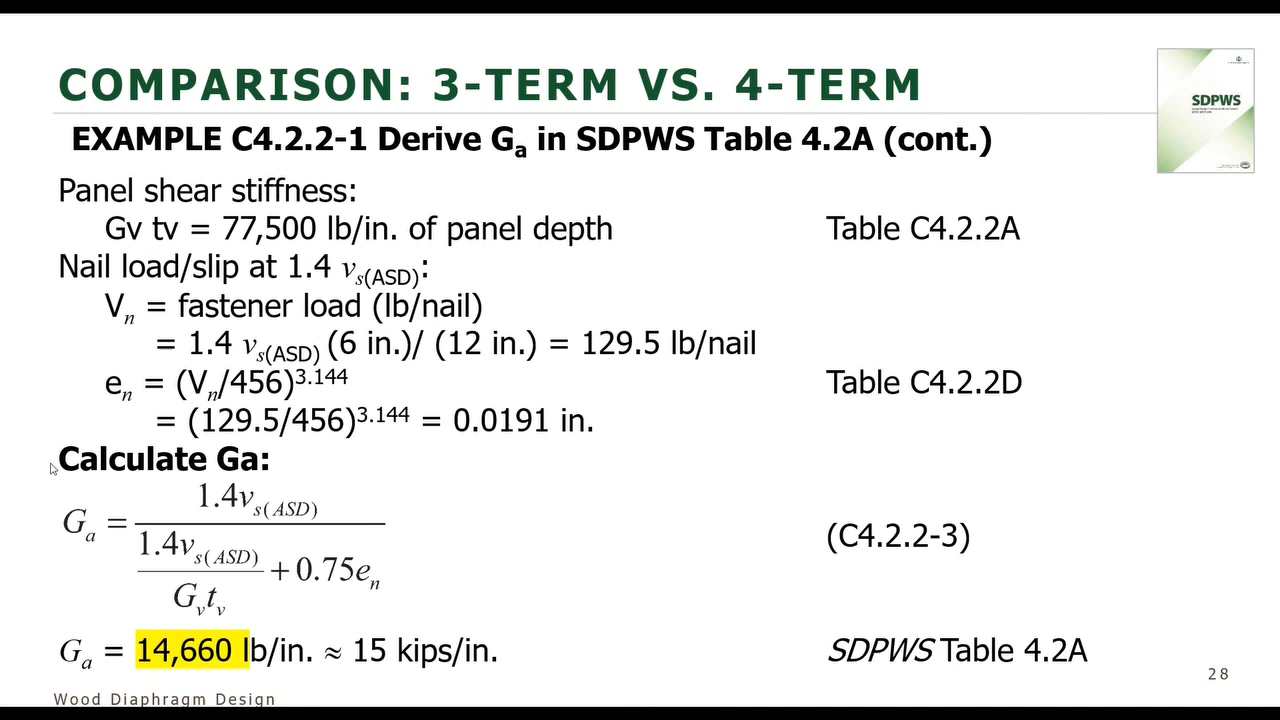 COMPARISON: 3-TERM VS. 4-TERM
SDPWS
EXAMPLE C4.2.2-1 Derive Ga in SDPWS Table 4.2A (cont.)
Panel shear stiffness:
Gv tv = 77,500 lb/in. of panel depth Table C4.2.2A
Nail load/slip at 1.4 vs(ASD):
Vn = fastener load (lb/nail)
= 1.4 vs(ASD) (6 in.)/ (12 in.) = 129.5 lb/nail
en = (Vn/456)^3.144 Table C4.2.2D
= (129.5/456)^3.144 = 0.0191 in.
Calculate Ga:
Ga = 1.4vs(ASD) / (1.4vs(ASD) / Gvtv + 0.75en) (C4.2.2-3)
Ga = 14,660 lb/in. ≈ 15 kips/in. SDPWS Table 4.2A
28
Wood Diaphragm Design